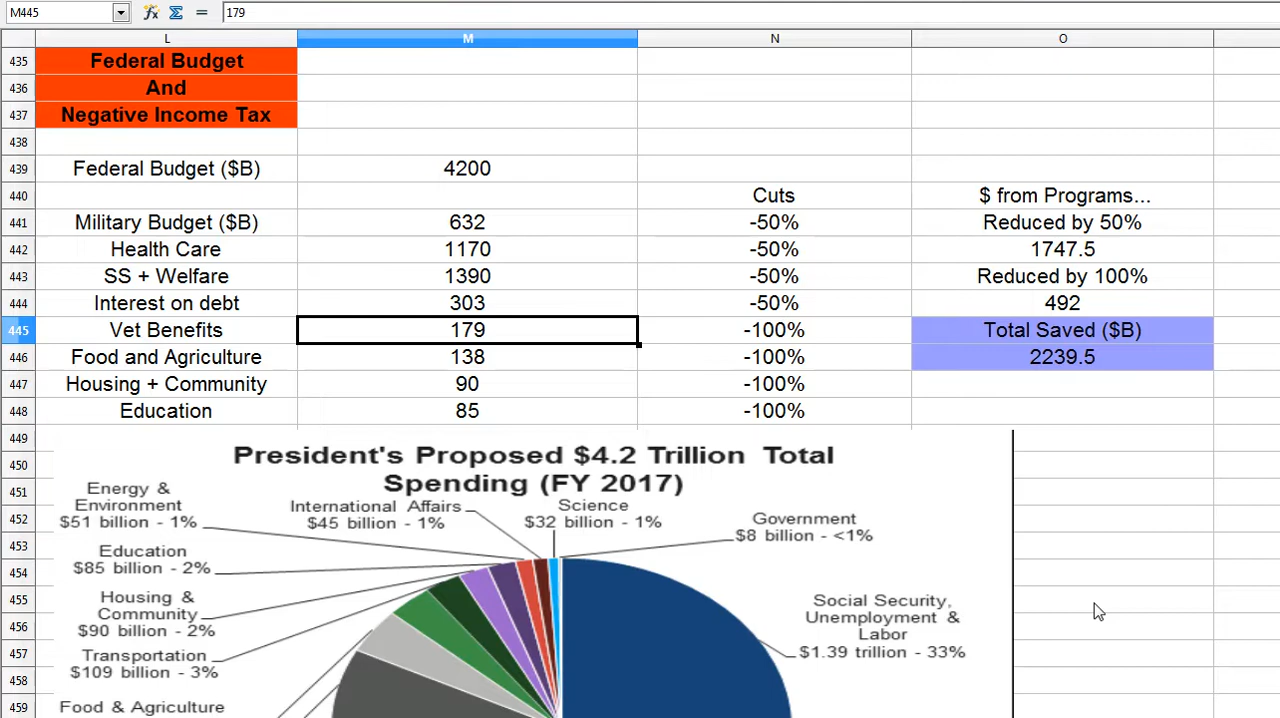 M445
179
L M N O
435 Federal Budget
436 And
437 Negative Income Tax
438
439 Federal Budget ($B) 4200
440 Cuts $ from Programs...
441 Military Budget ($B) 632 -50% Reduced by 50%
442 Health Care 1170 -50% 1747.5
443 SS + Welfare 1390 -50% Reduced by 100%
444 Interest on debt 303 -50% 492
445 Vet Benefits 179 -100% Total Saved ($B)
446 Food and Agriculture 138 -100% 2239.5
447 Housing + Community 90 -100%
448 Education 85 -100%
449
450
451
452
453
454
455
456
457
458
459
President's Proposed $4.2 Trillion Total
Spending (FY 2017)
Energy &
Environment
$51 billion - 1%
International Affairs
$45 billion - 1%
Science
$32 billion - 1%
Government
$8 billion - <1%
Education
$85 billion - 2%
Housing &
Community
$90 billion - 2%
Social Security,
Unemployment &
Labor
$1.39 trillion - 33%
Transportation
$109 billion - 3%
Food & Agriculture